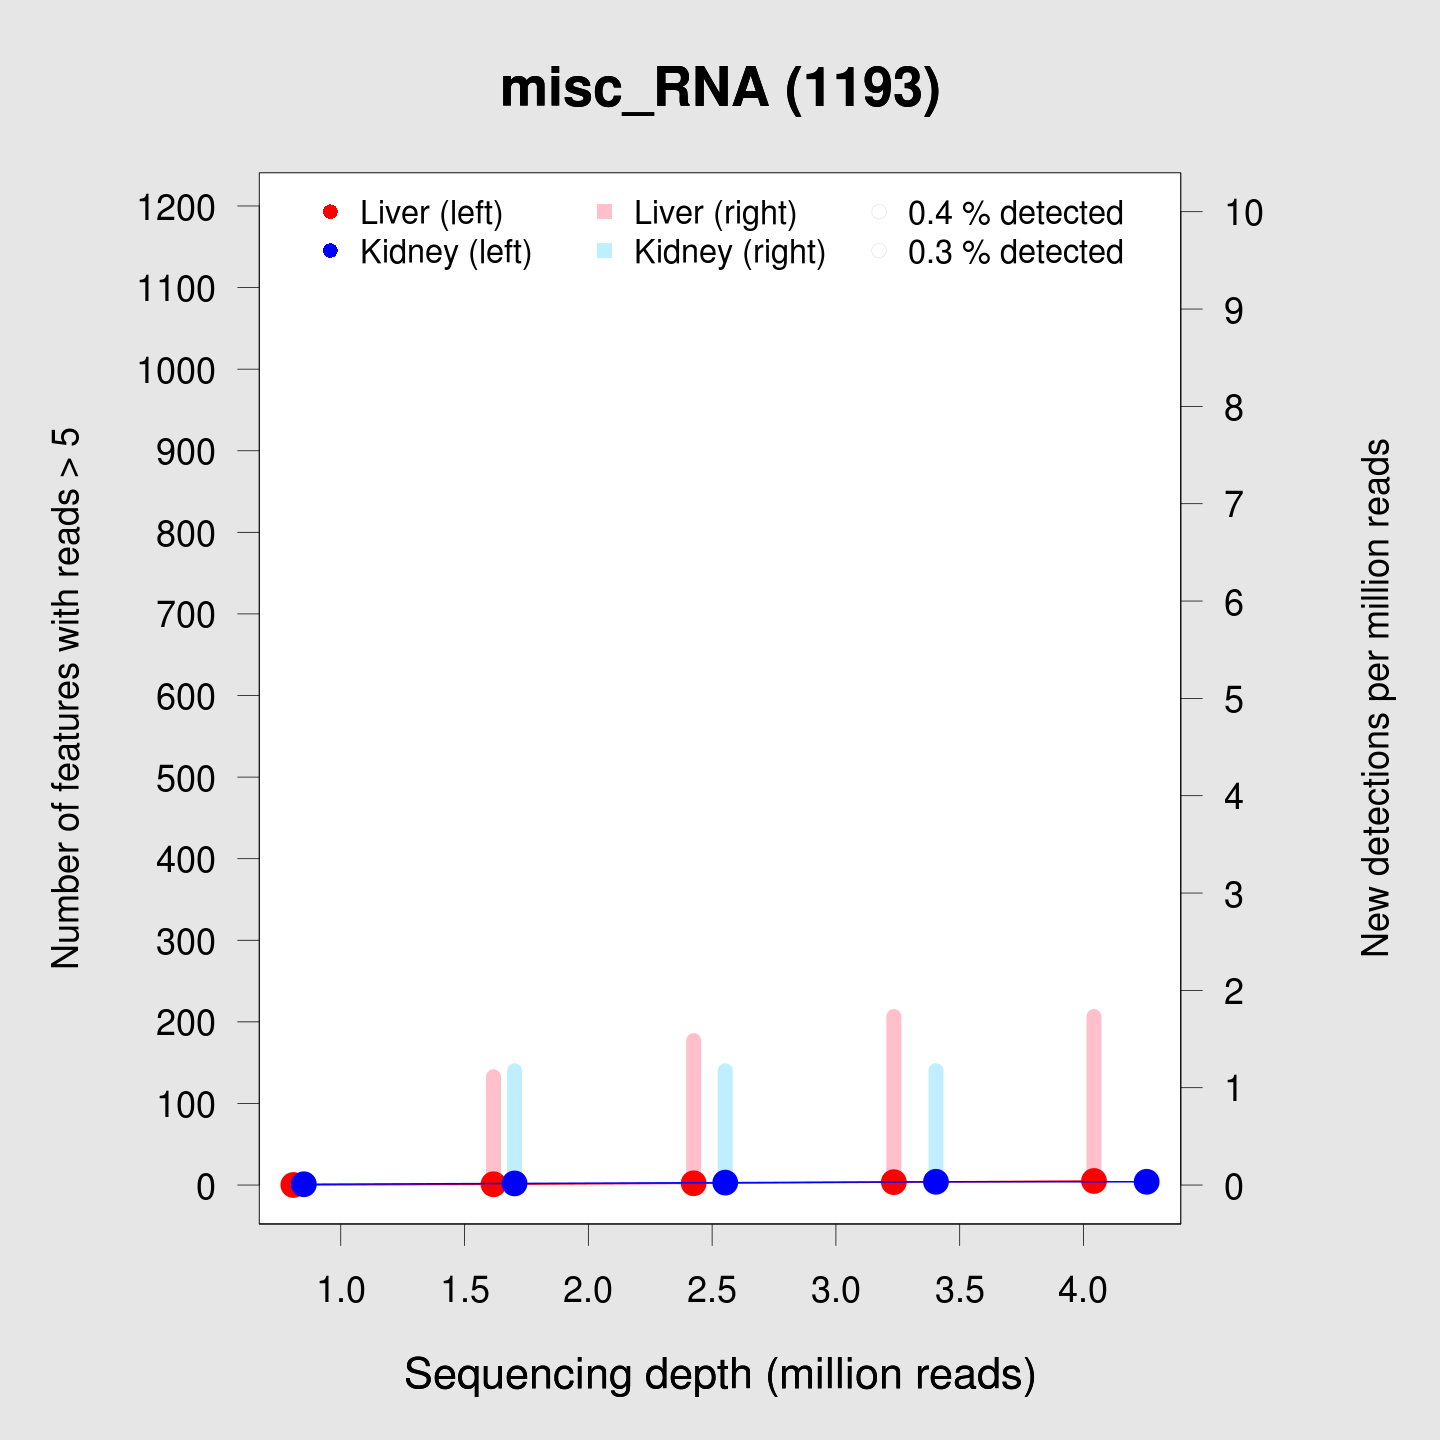 misc_RNA (1193)
Liver (left)
Kidney (left)
Liver (right)
Kidney (right)
0.4 % detected
0.3 % detected
Number of features with reads > 5
1200
1100
1000
900
800
700
600
500
400
300
200
100
0
10
9
8
7
6
5
4
3
2
1
0
New detections per million reads
1.0 1.5 2.0 2.5 3.0 3.5 4.0
Sequencing depth (million reads)